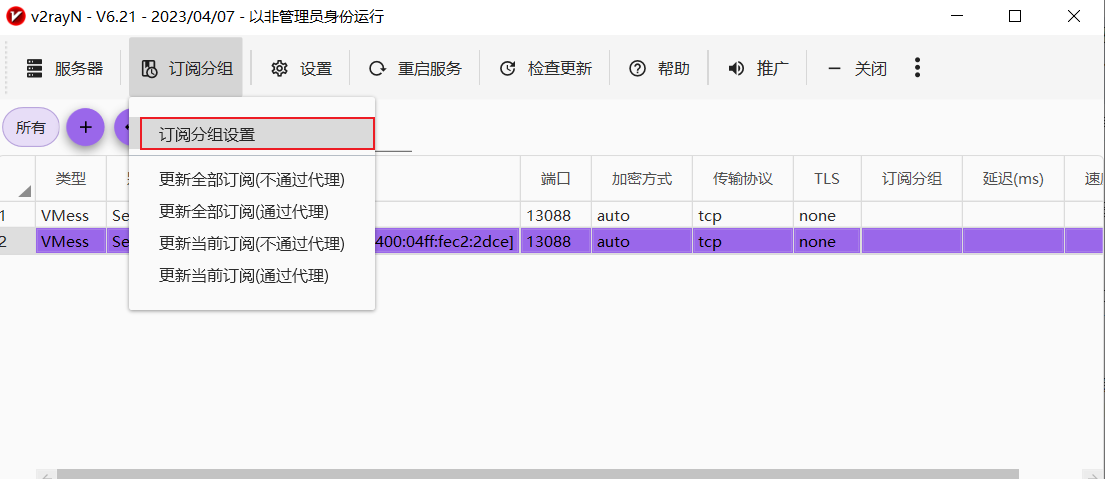 v2rayN - V6.21 - 2023/04/07 - 以非管理员身份运行
服务器 订阅分组 设置 重启服务 检查更新 帮助 推广 关闭
所有
订阅分组设置
更新全部订阅(不通过代理)
更新全部订阅(通过代理)
更新当前订阅(不通过代理)
更新当前订阅(通过代理)
类型 端口 加密方式 传输协议 TLS 订阅分组 延迟(ms)
1 VMess Se 13088 auto tcp none
2 VMess Se 400:04ff:fec2:2dce] 13088 auto tcp none